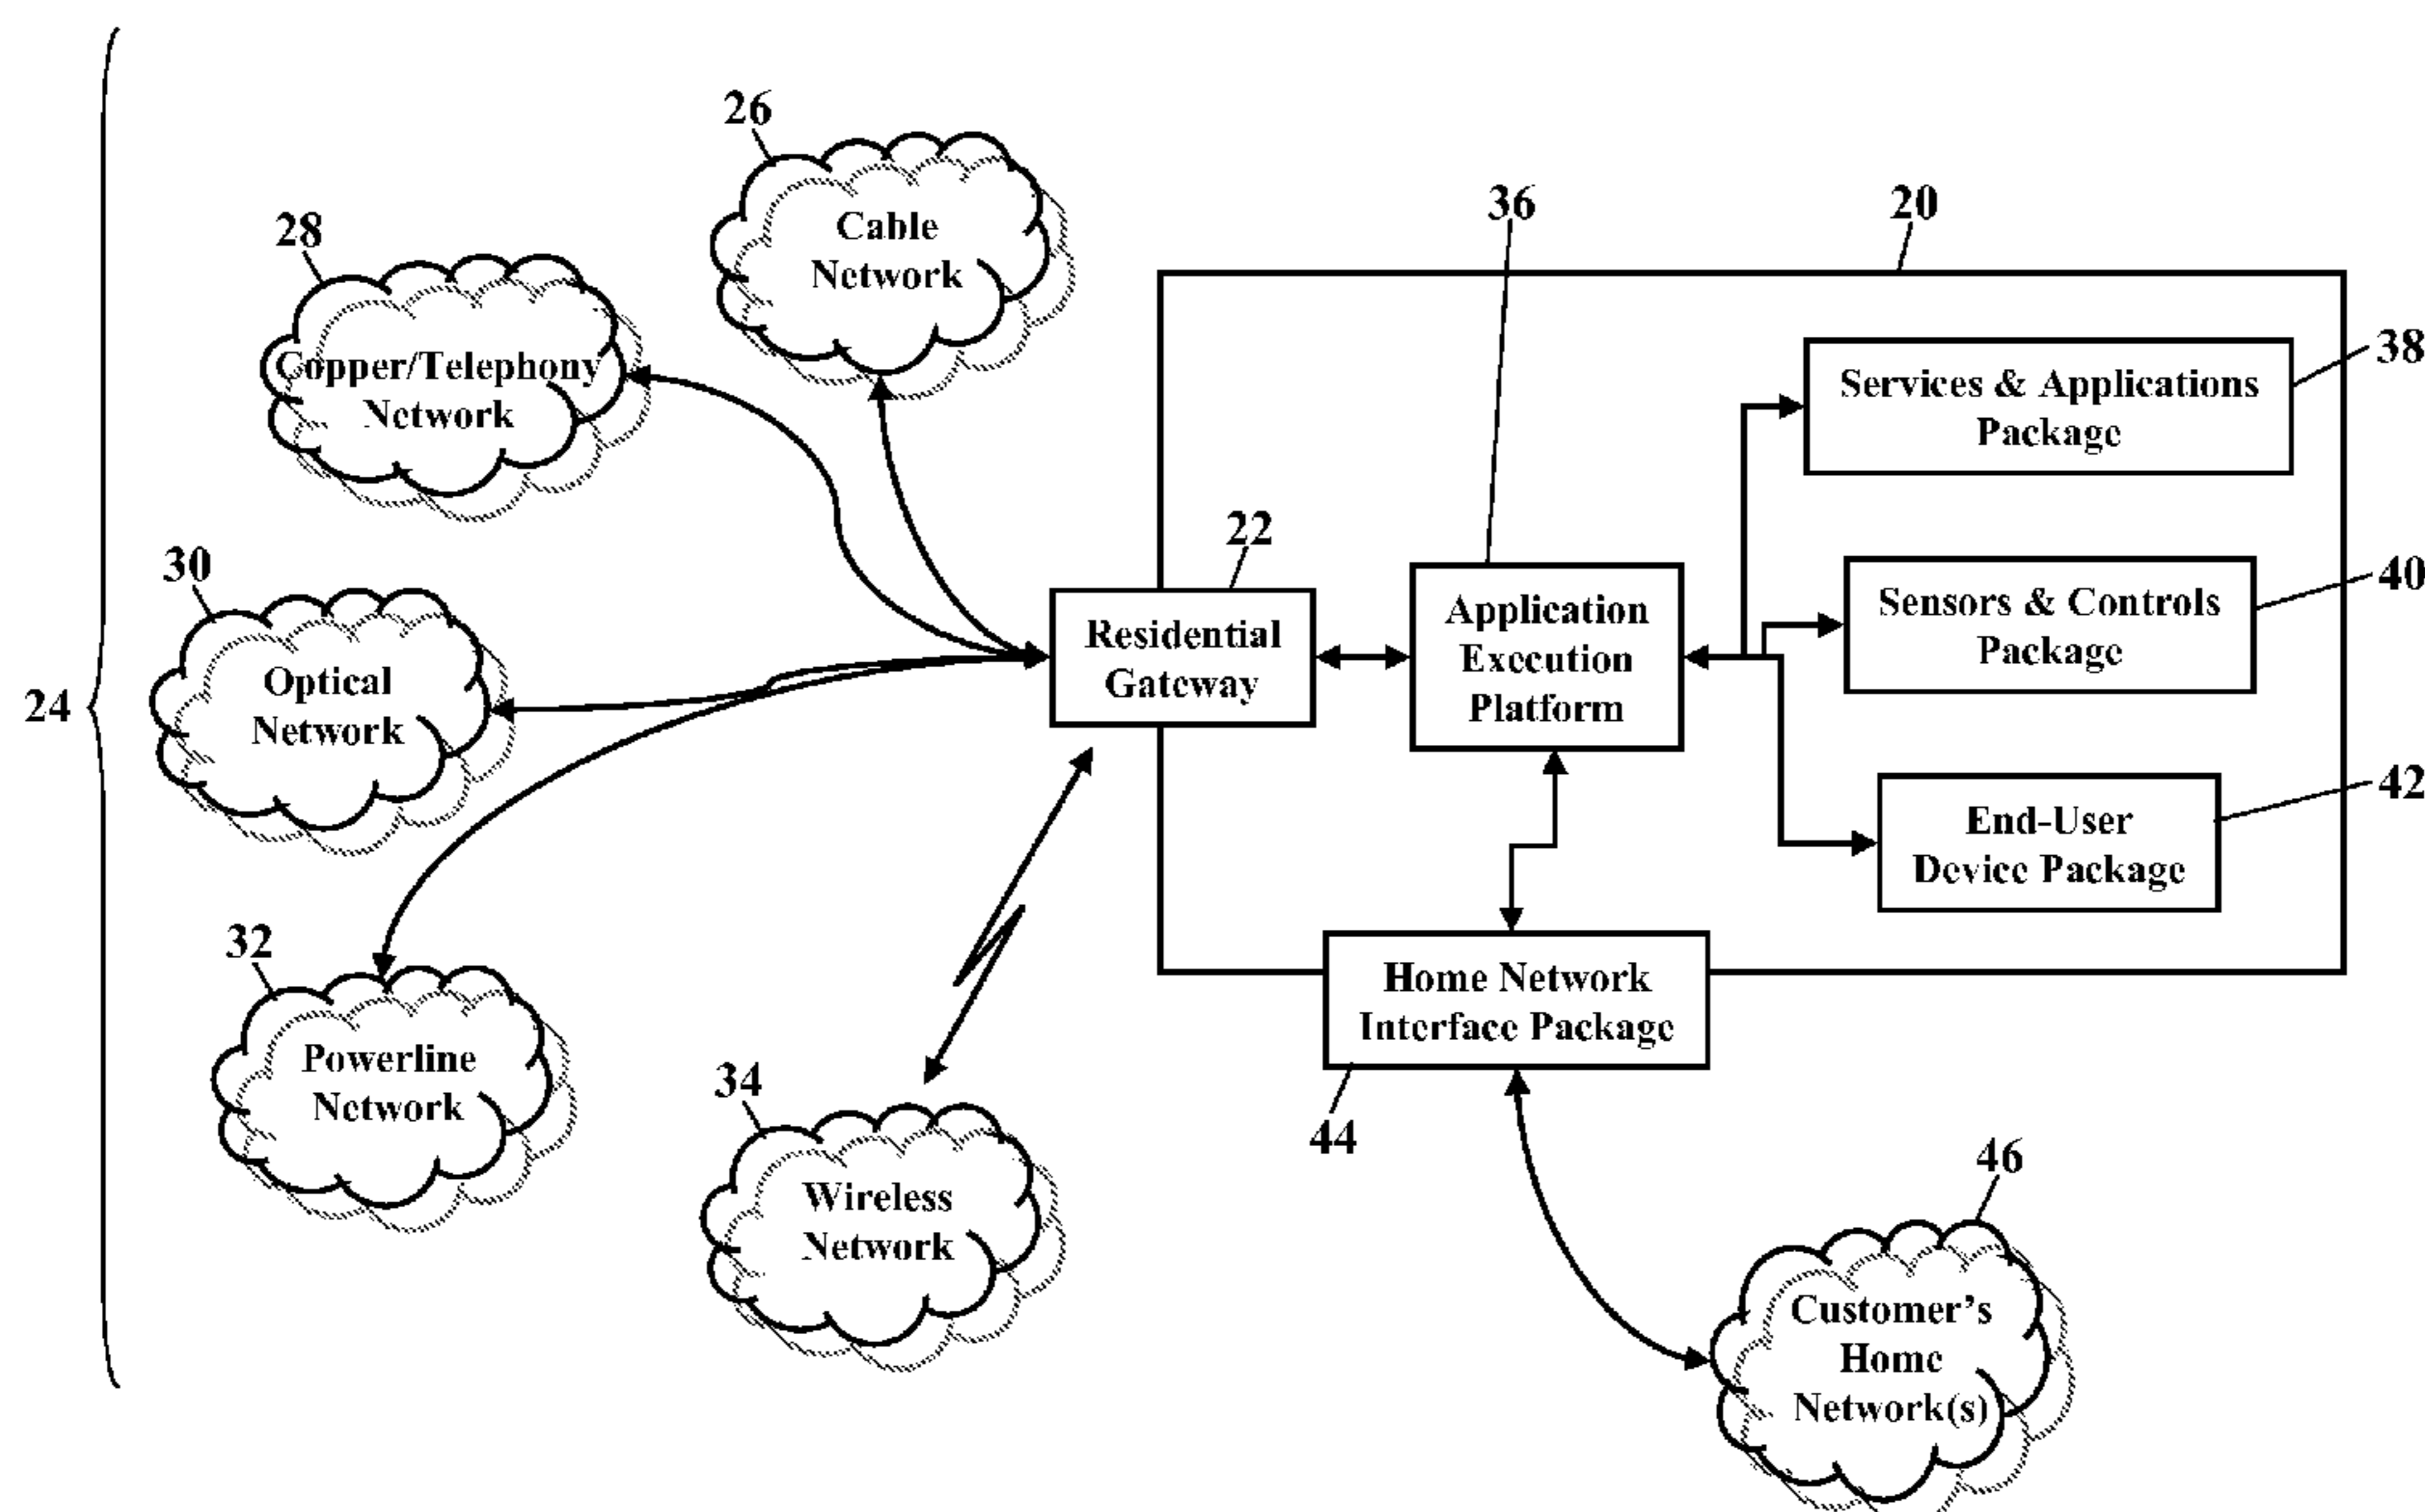 26
Cable
Network
28
Copper/Telephony
Network
36
20
38
Services & Applications
Package
22
Residential
Gateway
Application
Execution
Platform
40
Sensors & Controls
Package
30
Optical
Network
24
42
End-User
Device Package
32
Powerline
Network
Home Network
Interface Package
44
34
Wireless
Network
46
Customer's
Home
Network(s)